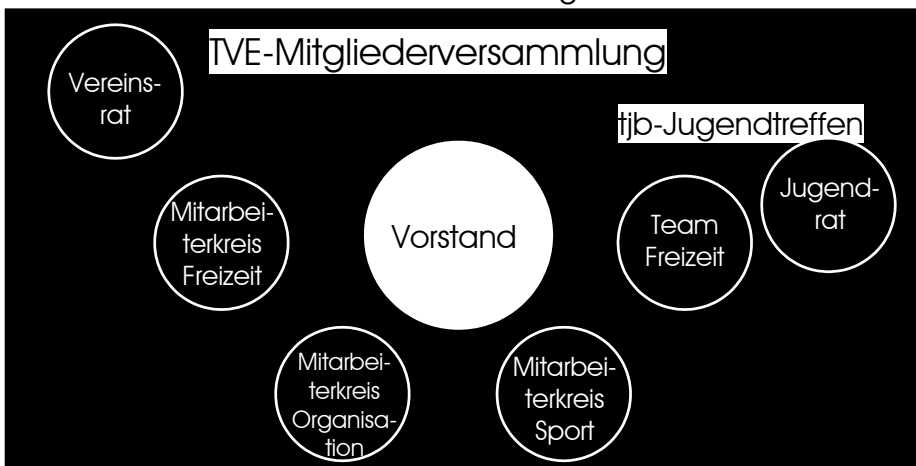 TVE-Mitgliederversammlung
Vereins-
rat
tjb-Jugendtreffen
Jugend-
rat
Mitarbei-
terkreis
Freizeit
Vorstand
Team
Freizeit
Mitarbei-
terkreis
Organisa-
tion
Mitarbei-
terkreis
Sport